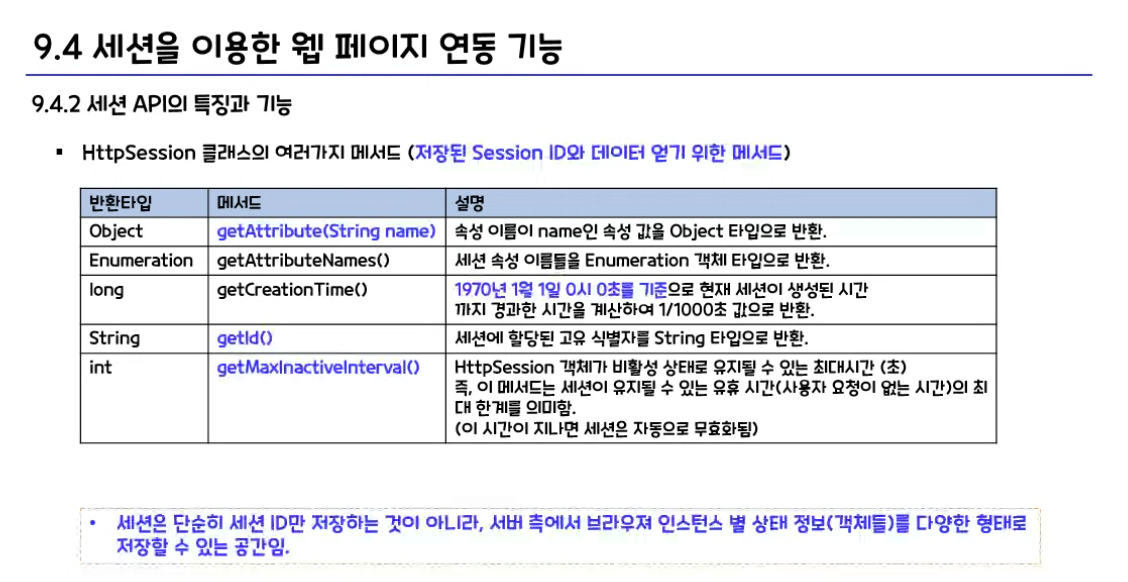 9.4 세션을 이용한 웹 페이지 연동 기능
9.4.2 세션 API의 특징과 기능
▪ HttpSession 클래스의 여러가지 메서드 (저장된 Session ID와 데이터 얻기 위한 메서드)
반환타입 메서드 설명
Object getAttribute(String name) 속성 이름이 name인 속성 값을 Object 타입으로 반환.
Enumeration getAttributeNames() 세션 속성 이름들을 Enumeration 객체 타입으로 반환.
long getCreationTime() 1970년 1월 1일 0시 0초를 기준으로 현재 세션이 생성된 시간
까지 경과한 시간을 계산하여 1/1000초 값으로 반환.
String getId() 세션에 할당된 고유 식별자를 String 타입으로 반환.
int getMaxInactiveInterval() HttpSession 객체가 비활성 상태로 유지될 수 있는 최대시간 (초)
즉, 이 메서드는 세션이 유지될 수 있는 유휴 시간(사용자 요청이 없는 시간)의 최
대 한계를 의미함.
(이 시간이 지나면 세션은 자동으로 무효화됨)
• 세션은 단순히 세션 ID만 저장하는 것이 아니라, 서버 측에서 브라우져 인스턴스 별 상태 정보(객체들)를 다양한 형태로
저장할 수 있는 공간임.